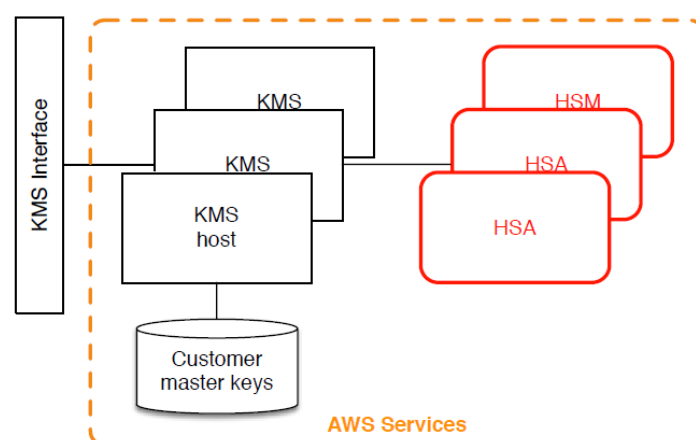 KMS Interface
KMS
KMS
KMS
host
HSM
HSA
HSA
Customer
master keys
AWS Services